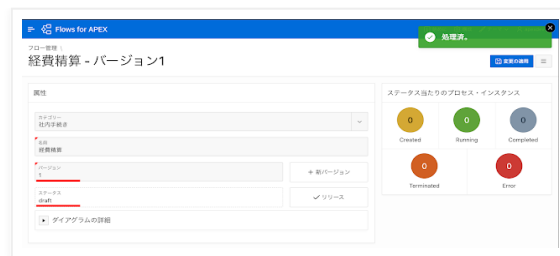 Flows for APEX
処理済。
フロー管理 :
経費精算 - バージョン1
変更の適用
属性
ステータス当たりのプロセス・インスタンス
カテゴリー
社内手続き
名前
経費精算
バージョン
1
+ 新バージョン
ステータス
draft
リリース
ダイアグラムの詳細
0
Created
0
Running
0
Completed
0
Terminated
0
Error